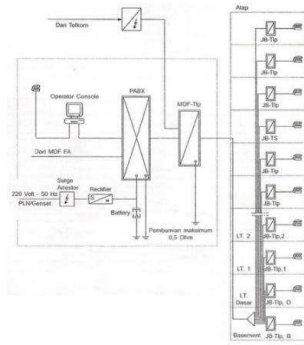 Atap
Dari Telkom
JB-Tlp
JB-Tlp
JB-Tlp
Operator Console
PABX
MDF-Tlp
JB-TS
Dari MDF FA
JB-Tlp
Surge
Arrestor
Rectifier
JB-Tlp
220 Volt - 50 Hz
PLN/Genset
Battery
Pembumian maksimum
0,5 Ohm
LT. 2
JB-Tlp,2
LT. 1
JB-Tlp,1
LT.
Dasar
JB-Tlp, D
Basement
JB-Tlp, B